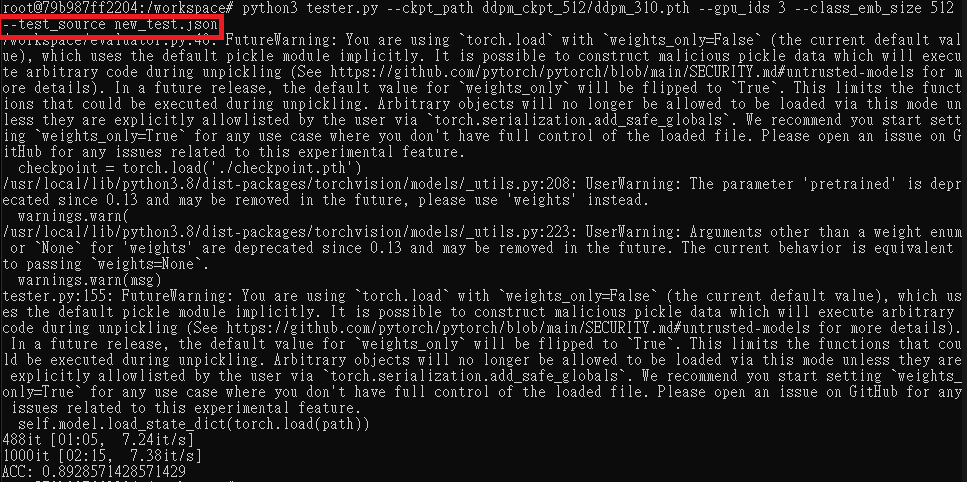 root@79b987ff2204:/workspace# python3 tester.py --ckpt_path ddpm_ckpt_512/ddpm_310.pth --gpu_ids 3 --class_emb_size 512
--test_source new_test.json
/workspace/evaluator.py:40: FutureWarning: You are using `torch.load` with `weights_only=False` (the current default val
ue), which uses the default pickle module implicitly. It is possible to construct malicious pickle data which will execu
te arbitrary code during unpickling (See https://github.com/pytorch/pytorch/blob/main/SECURITY.md#untrusted-models for m
ore details). In a future release, the default value for `weights_only` will be flipped to `True`. This limits the funct
ions that could be executed during unpickling. Arbitrary objects will no longer be allowed to be loaded via this mode un
less they are explicitly allowlisted by the user via `torch.serialization.add_safe_globals`. We recommend you start sett
ing `weights_only=True` for any use case where you don't have full control of the loaded file. Please open an issue on G
itHub for any issues related to this experimental feature.
  checkpoint = torch.load('./checkpoint.pth')
/usr/local/lib/python3.8/dist-packages/torchvision/models/_utils.py:208: UserWarning: The parameter 'pretrained' is depr
ecated since 0.13 and may be removed in the future, please use 'weights' instead.
  warnings.warn(
/usr/local/lib/python3.8/dist-packages/torchvision/models/_utils.py:223: UserWarning: Arguments other than a weight enum
 or `None` for 'weights' are deprecated since 0.13 and may be removed in the future. The current behavior is equivalent
to passing `weights=None`.
  warnings.warn(msg)
tester.py:155: FutureWarning: You are using `torch.load` with `weights_only=False` (the current default value), which us
es the default pickle module implicitly. It is possible to construct malicious pickle data which will execute arbitrary
code during unpickling (See https://github.com/pytorch/pytorch/blob/main/SECURITY.md#untrusted-models for more details).
 In a future release, the default value for `weights_only` will be flipped to `True`. This limits the functions that cou
ld be executed during unpickling. Arbitrary objects will no longer be allowed to be loaded via this mode unless they are
 explicitly allowlisted by the user via `torch.serialization.add_safe_globals`. We recommend you start setting `weights_
only=True` for any use case where you don't have full control of the loaded file. Please open an issue on GitHub for any
 issues related to this experimental feature.
  self.model.load_state_dict(torch.load(path))
488it [01:05,  7.24it/s]
1000it [02:15,  7.38it/s]
ACC: 0.8928571428571429